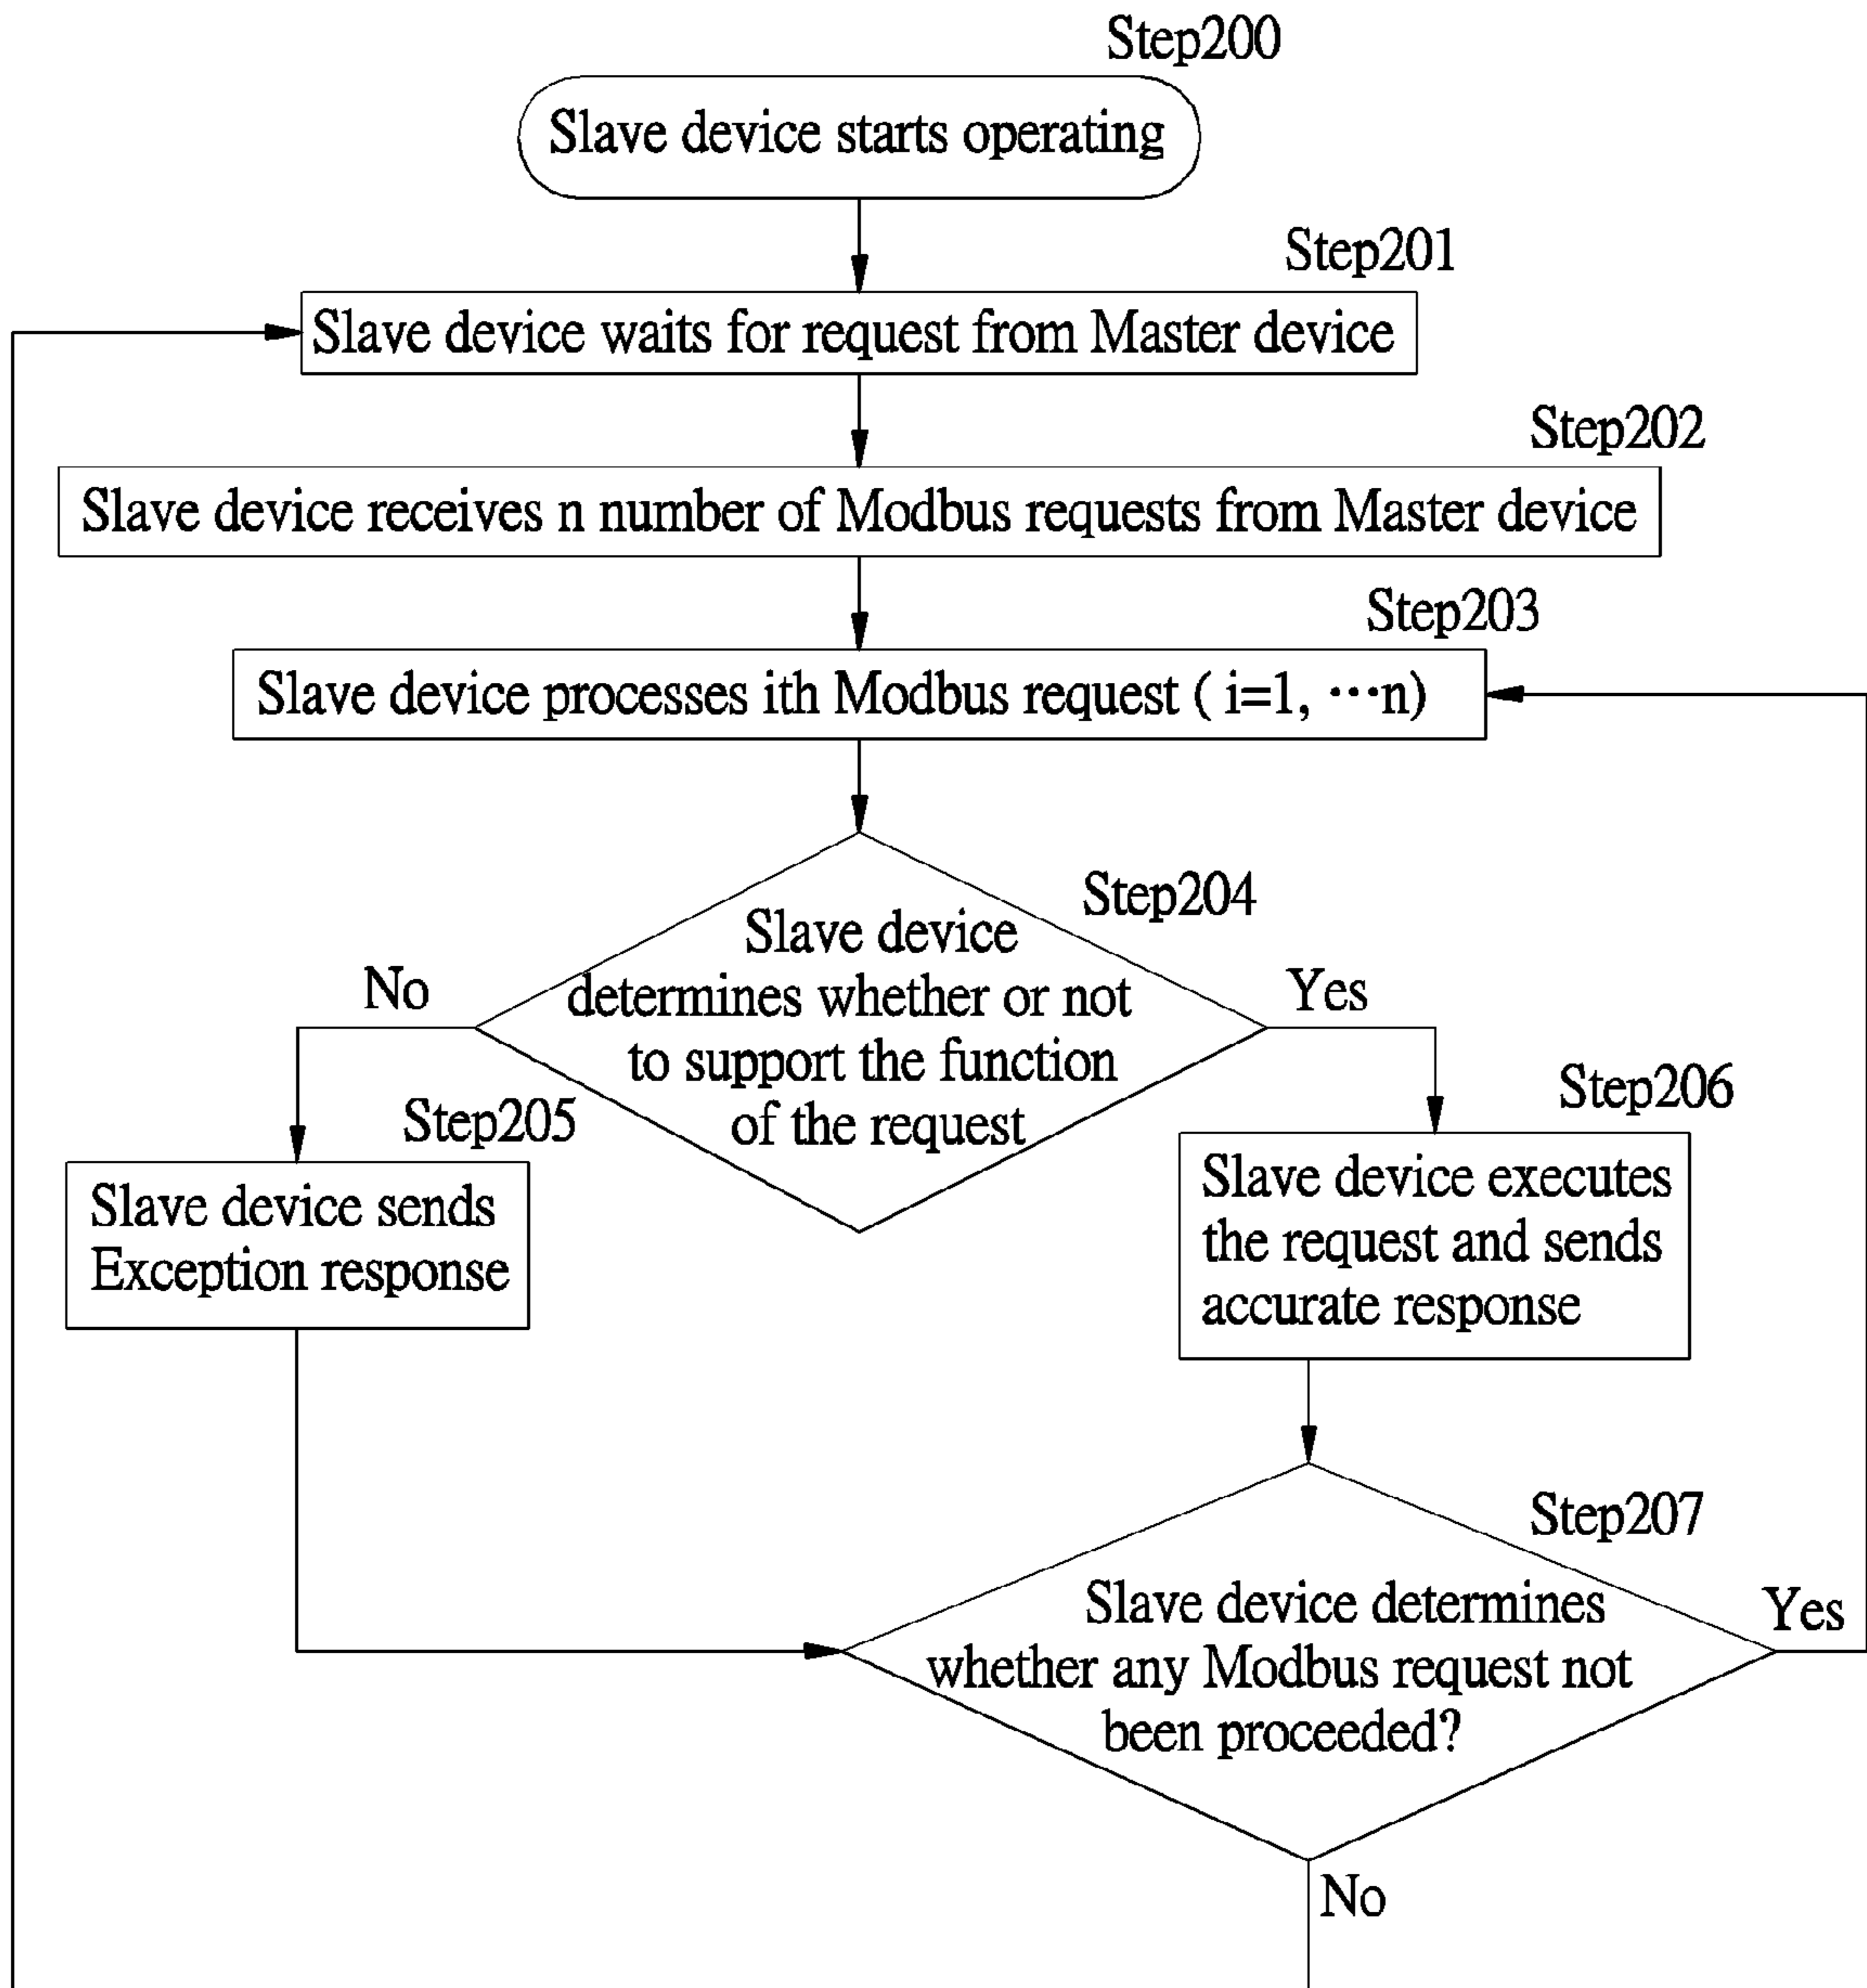 Step200
Slave device starts operating
Step201
Slave device waits for request from Master device
Step202
Slave device receives n number of Modbus requests from Master device
Step203
Slave device processes ith Modbus request ( i=1, ⋯n)
Step204
Slave device
determines whether or not
to support the function
of the request
No
Yes
Step205
Slave device sends
Exception response
Step206
Slave device executes
the request and sends
accurate response
Step207
Slave device determines
whether any Modbus request not
been proceeded?
Yes
No